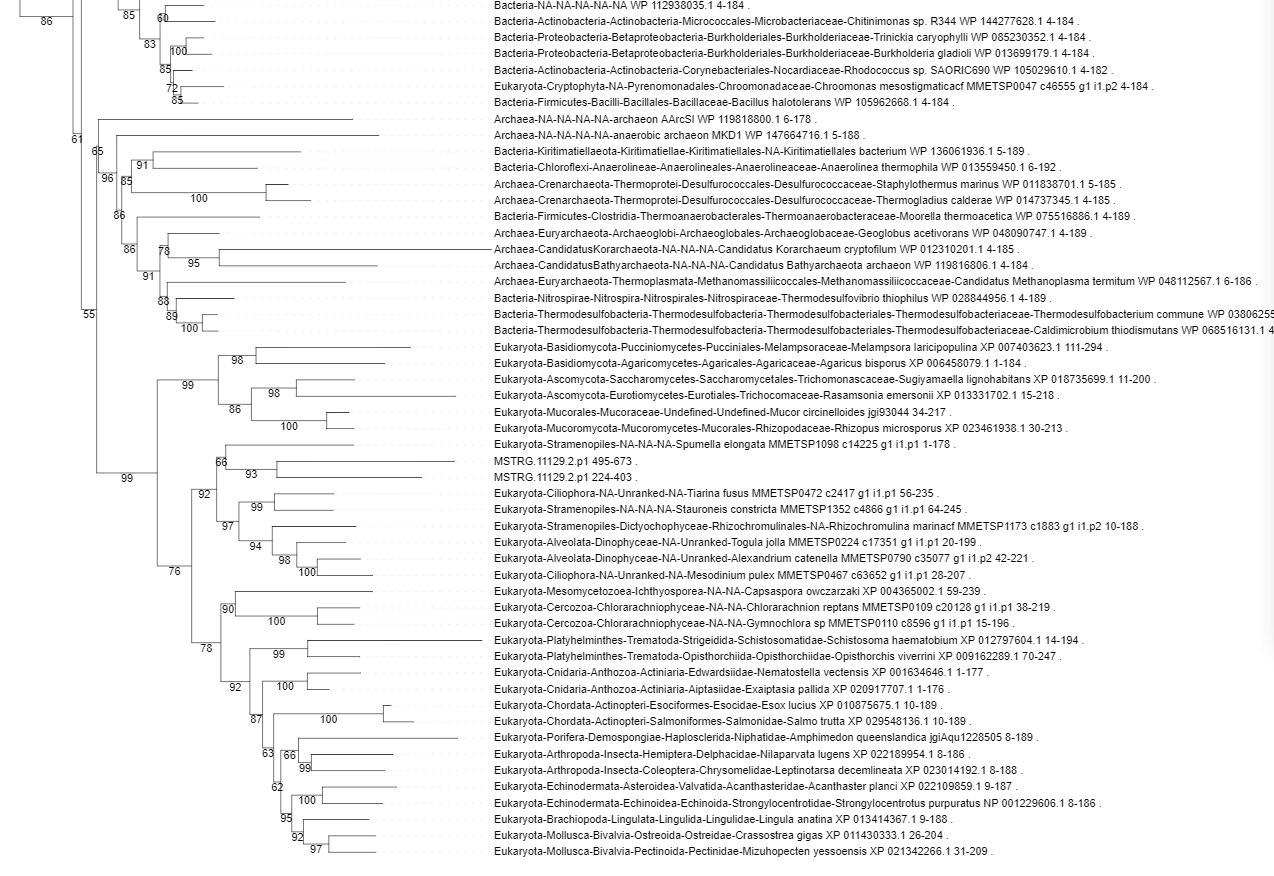 Bacteria-NA-NA-NA-NA-NA WP 112938035.1 4-184 .
86
85
60
Bacteria-Actinobacteria-Actinobacteria-Micrococcales-Microbacteriaceae-Chitinimonas sp. R344 WP 144277628.1 4-184 .
Bacteria-Proteobacteria-Betaproteobacteria-Burkholderiales-Burkholderiaceae-Trinickia caryophylli WP 085230352.1 4-184 .
83
100
Bacteria-Proteobacteria-Betaproteobacteria-Burkholderiales-Burkholderiaceae-Burkholderia gladioli WP 013699179.1 4-184 .
85
Bacteria-Actinobacteria-Actinobacteria-Corynebacteriales-Nocardiaceae-Rhodococcus sp. SAORIC690 WP 105029610.1 4-182 .
72
Eukaryota-Cryptophyta-NA-Pyrenomonadales-Chroomonadaceae-Chroomonas mesostigmaticacf MMETSP0047 c46555 g1 i1.p2 4-184 .
85
Bacteria-Firmicutes-Bacilli-Bacillales-Bacillaceae-Bacillus halotolerans WP 105962668.1 4-184 .
Archaea-NA-NA-NA-NA-archaeon AArcSl WP 119818800.1 6-178 .
61
Archaea-NA-NA-NA-NA-anaerobic archaeon MKD1 WP 147664716.1 5-188 .
65
Bacteria-Kiritimatiellaeota-Kiritimatiellae-Kiritimatiellales-NA-Kiritimatiellales bacterium WP 136061936.1 5-189 .
91
Bacteria-Chloroflexi-Anaerolineae-Anaerolineales-Anaerolineaceae-Anaerolinea thermophila WP 013559450.1 6-192 .
96
85
Archaea-Crenarchaeota-Thermoprotei-Desulfurococcales-Desulfurococcaceae-Staphylothermus marinus WP 011838701.1 5-185 .
100
Archaea-Crenarchaeota-Thermoprotei-Desulfurococcales-Desulfurococcaceae-Thermogladius calderae WP 014737345.1 4-185 .
86
Bacteria-Firmicutes-Clostridia-Thermoanaerobacterales-Thermoanaerobacteraceae-Moorella thermoacetica WP 075516886.1 4-189 .
Archaea-Euryarchaeota-Archaeoglobi-Archaeoglobales-Archaeoglobaceae-Geoglobus acetivorans WP 048090747.1 4-189 .
86
78
Archaea-CandidatusKorarchaeota-NA-NA-NA-Candidatus Korarchaeum cryptofilum WP 012310201.1 4-185 .
95
Archaea-CandidatusBathyarchaeota-NA-NA-NA-Candidatus Bathyarchaeota archaeon WP 119816806.1 4-184 .
91
Archaea-Euryarchaeota-Thermoplasmata-Methanomassiliicoccales-Methanomassiliicoccaceae-Candidatus Methanoplasma termitum WP 048112567.1 6-186 .
88
Bacteria-Nitrospirae-Nitrospira-Nitrospirales-Nitrospiraceae-Thermodesulfovibrio thiophilus WP 028844956.1 4-189 .
55
89
Bacteria-Thermodesulfobacteria-Thermodesulfobacteria-Thermodesulfobacteriales-Thermodesulfobacteriaceae-Thermodesulfobacterium commune WP 0380625
100
Bacteria-Thermodesulfobacteria-Thermodesulfobacteria-Thermodesulfobacteriales-Thermodesulfobacteriaceae-Caldimicrobium thiodismutans WP 068516131.1 4
Eukaryota-Basidiomycota-Pucciniomycetes-Pucciniales-Melampsoraceae-Melampsora laricipopulina XP 007403623.1 111-294 .
98
Eukaryota-Basidiomycota-Agaricomycetes-Agaricales-Agaricaceae-Agaricus bisporus XP 006458079.1 1-184 .
99
Eukaryota-Ascomycota-Saccharomycetes-Saccharomycetales-Trichomonascaceae-Sugiyamaella lignohabitans XP 018735699.1 11-200 .
98
Eukaryota-Ascomycota-Eurotiomycetes-Eurotiales-Trichocomaceae-Rasamsonia emersonii XP 013331702.1 15-218 .
86
Eukaryota-Mucorales-Mucoraceae-Undefined-Undefined-Mucor circinelloides jgi93044 34-217 .
100
Eukaryota-Mucoromycota-Mucoromycetes-Mucorales-Rhizopodaceae-Rhizopus microsporus XP 023461938.1 30-213 .
Eukaryota-Stramenopiles-NA-NA-NA-Spumella elongata MMETSP1098 c14225 g1 i1.p1 1-178 .
66
MSTRG.11129.2.p1 495-673 .
93
99
MSTRG.11129.2.p1 224-403 .
92
Eukaryota-Ciliophora-NA-Unranked-NA-Tiarina fusus MMETSP0472 c2417 g1 i1.p1 56-235 .
99
Eukaryota-Stramenopiles-NA-NA-NA-Stauroneis constricta MMETSP1352 c4866 g1 i1.p1 64-245 .
97
Eukaryota-Stramenopiles-Dictyochophyceae-Rhizochromulinales-NA-Rhizochromulina marinacf MMETSP1173 c1883 g1 i1.p2 10-188 .
94
Eukaryota-Alveolata-Dinophyceae-NA-Unranked-Togula jolla MMETSP0224 c17351 g1 i1.p1 20-199 .
98
Eukaryota-Alveolata-Dinophyceae-NA-Unranked-Alexandrium catenella MMETSP0790 c35077 g1 i1.p2 42-221 .
76
100
Eukaryota-Ciliophora-NA-Unranked-NA-Mesodinium pulex MMETSP0467 c63652 g1 i1.p1 28-207 .
Eukaryota-Mesomycetozoea-Ichthyosporea-NA-NA-Capsaspora owczarzaki XP 004365002.1 59-239 .
90
Eukaryota-Cercozoa-Chlorarachniophyceae-NA-NA-Chlorarachnion reptans MMETSP0109 c20128 g1 i1.p1 38-219 .
100
Eukaryota-Cercozoa-Chlorarachniophyceae-NA-NA-Gymnochlora sp MMETSP0110 c8596 g1 i1.p1 15-196 .
Eukaryota-Platyhelminthes-Trematoda-Strigeidida-Schistosomatidae-Schistosoma haematobium XP 012797604.1 14-194 .
78
99
Eukaryota-Platyhelminthes-Trematoda-Opisthorchiida-Opisthorchiidae-Opisthorchis viverrini XP 009162289.1 70-247 .
Eukaryota-Cnidaria-Anthozoa-Actiniaria-Edwardsiidae-Nematostella vectensis XP 001634646.1 1-177 .
92
100
Eukaryota-Cnidaria-Anthozoa-Actiniaria-Aiptasiidae-Exaiptasia pallida XP 020917707.1 1-176 .
Eukaryota-Chordata-Actinopteri-Esociformes-Esocidae-Esox lucius XP 010875675.1 10-189 .
87
100
Eukaryota-Chordata-Actinopteri-Salmoniformes-Salmonidae-Salmo trutta XP 029548136.1 10-189 .
Eukaryota-Porifera-Demospongiae-Haplosclerida-Niphatidae-Amphimedon queenslandica jgiAqu1228505 8-189 .
63
66
Eukaryota-Arthropoda-Insecta-Hemiptera-Delphacidae-Nilaparvata lugens XP 022189954.1 8-186 .
99
Eukaryota-Arthropoda-Insecta-Coleoptera-Chrysomelidae-Leptinotarsa decemlineata XP 023014192.1 8-188 .
62
Eukaryota-Echinodermata-Asteroidea-Valvatida-Acanthasteridae-Acanthaster planci XP 022109859.1 9-187 .
100
Eukaryota-Echinodermata-Echinoidea-Echinoida-Strongylocentrotidae-Strongylocentrotus purpuratus NP 001229606.1 8-186 .
95
Eukaryota-Brachiopoda-Lingulata-Lingulida-Lingulidae-Lingula anatina XP 013414367.1 9-188 .
92
Eukaryota-Mollusca-Bivalvia-Ostreoida-Ostreidae-Crassostrea gigas XP 011430333.1 26-204 .
97
Eukaryota-Mollusca-Bivalvia-Pectinoida-Pectinidae-Mizuhopecten yessoensis XP 021342266.1 31-209 .